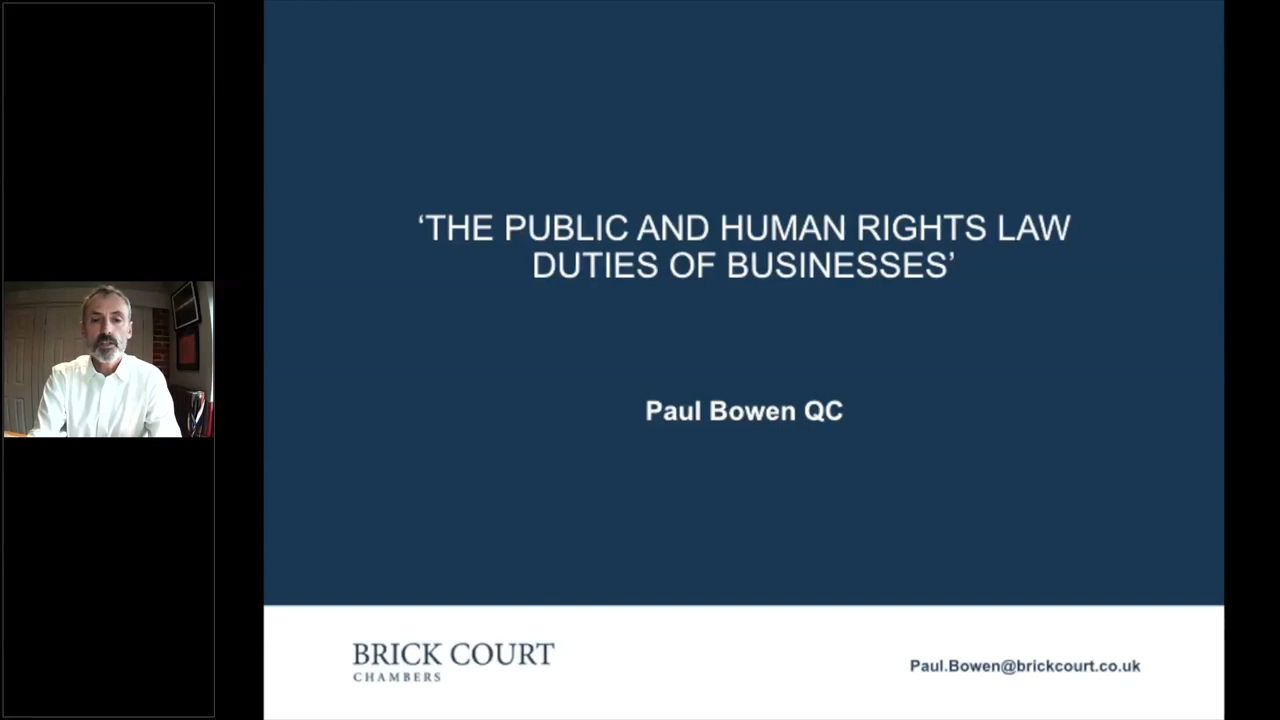 ‘THE PUBLIC AND HUMAN RIGHTS LAW
DUTIES OF BUSINESSES’
Paul Bowen QC
BRICK COURT
CHAMBERS
Paul.Bowen@brickcourt.co.uk